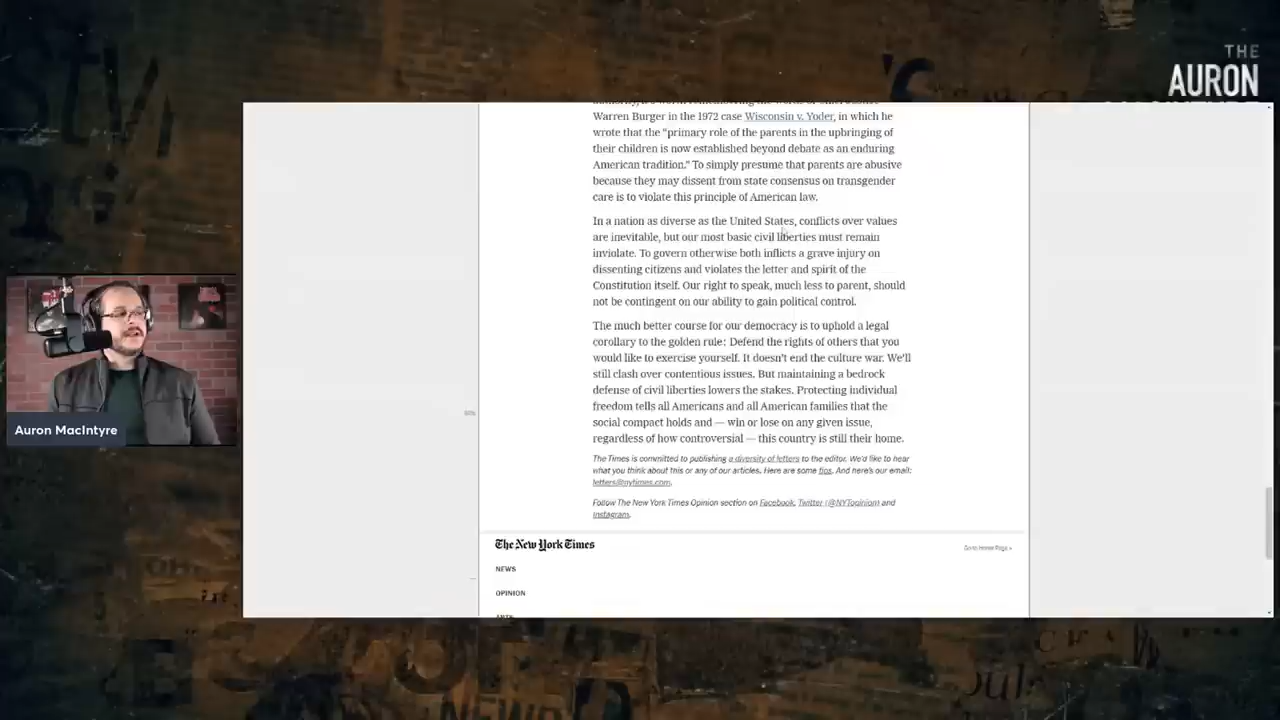 THE
AURON
Warren Burger in the 1972 case Wisconsin v. Yoder, in which he
wrote that the “primary role of the parents in the upbringing of
their children is now established beyond debate as an enduring
American tradition.” To simply presume that parents are abusive
because they may dissent from state consensus on transgender
care is to violate this principle of American law.
In a nation as diverse as the United States, conflicts over values
are inevitable, but our most basic civil liberties must remain
inviolate. To govern otherwise both inflicts a grave injury on
dissenting citizens and violates the letter and spirit of the
Constitution itself. Our right to speak, much less to parent, should
not be contingent on our ability to gain political control.
The much better course for our democracy is to uphold a legal
corollary to the golden rule: Defend the rights of others that you
would like to exercise yourself. It doesn’t end the culture war. We’ll
still clash over contentious issues. But maintaining a bedrock
defense of civil liberties lowers the stakes. Protecting individual
freedom tells all Americans and all American families that the
social compact holds and — win or lose on any given issue,
regardless of how controversial — this country is still their home.
The Times is committed to publishing a diversity of letters to the editor. We’d like to hear
what you think about this or any of our articles. Here are some tips. And here’s our email:
letters@nytimes.com.
Follow The New York Times Opinion section on Facebook, Twitter (@NYTopinion) and
Instagram.
The New York Times
Go to Home Page »
NEWS
OPINION
Auron MacIntyre